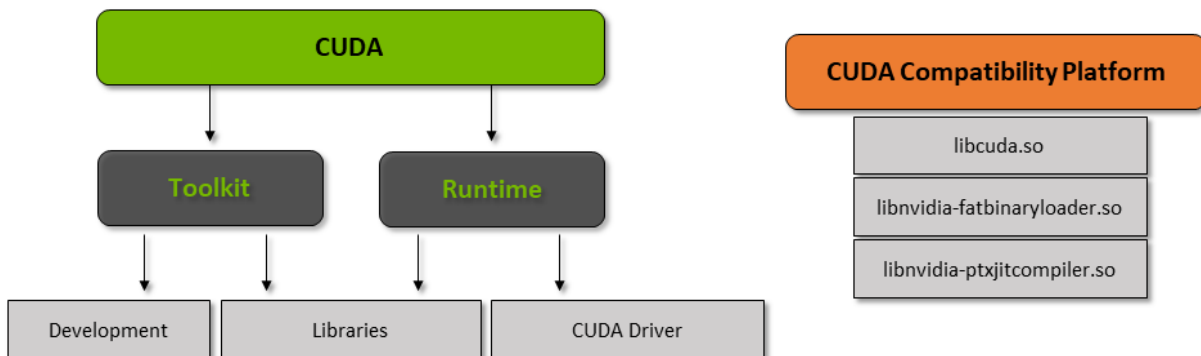 CUDA
Toolkit
Runtime
Development
Libraries
CUDA Driver
CUDA Compatibility Platform
libcuda.so
libnvidia-fatbinaryloader.so
libnvidia-ptxjitcompiler.so